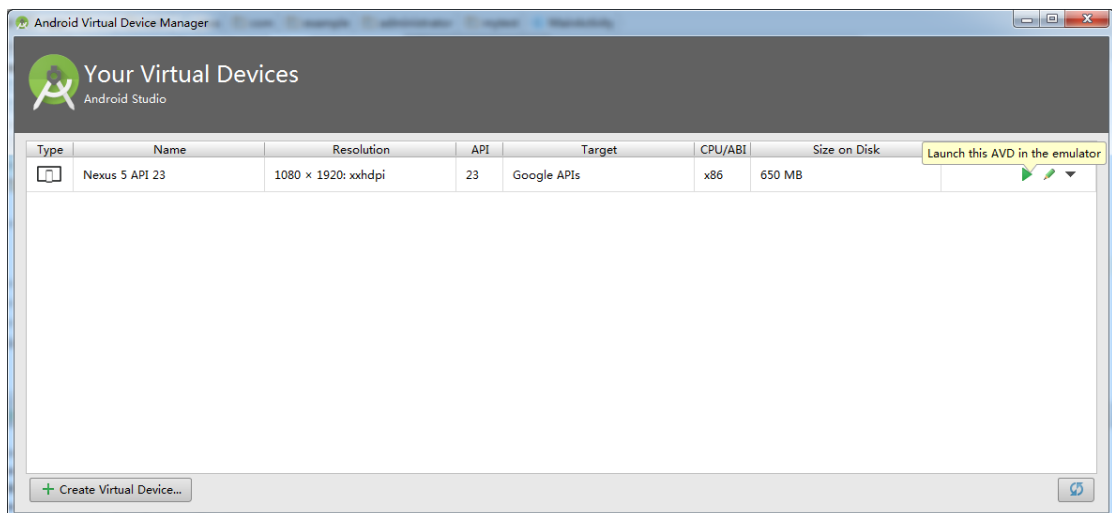 Android Virtual Device Manager
Your Virtual Devices
Android Studio
Type Name Resolution API Target CPU/ABI Size on Disk
Launch this AVD in the emulator
Nexus 5 API 23 1080 × 1920: xxhdpi 23 Google APIs x86 650 MB
Create Virtual Device...